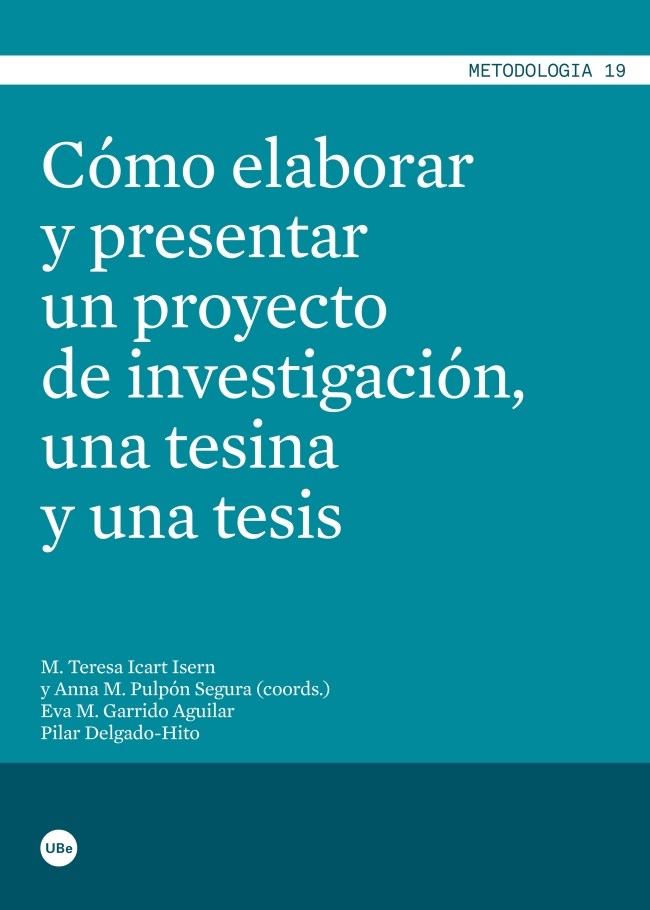 METODOLOGIA 19
Cómo elaborar
y presentar
un proyecto
de investigación,
una tesina
y una tesis
M. Teresa Icart Isern
y Anna M. Pulpón Segura (coords.)
Eva M. Garrido Aguilar
Pilar Delgado-Hito
UBe